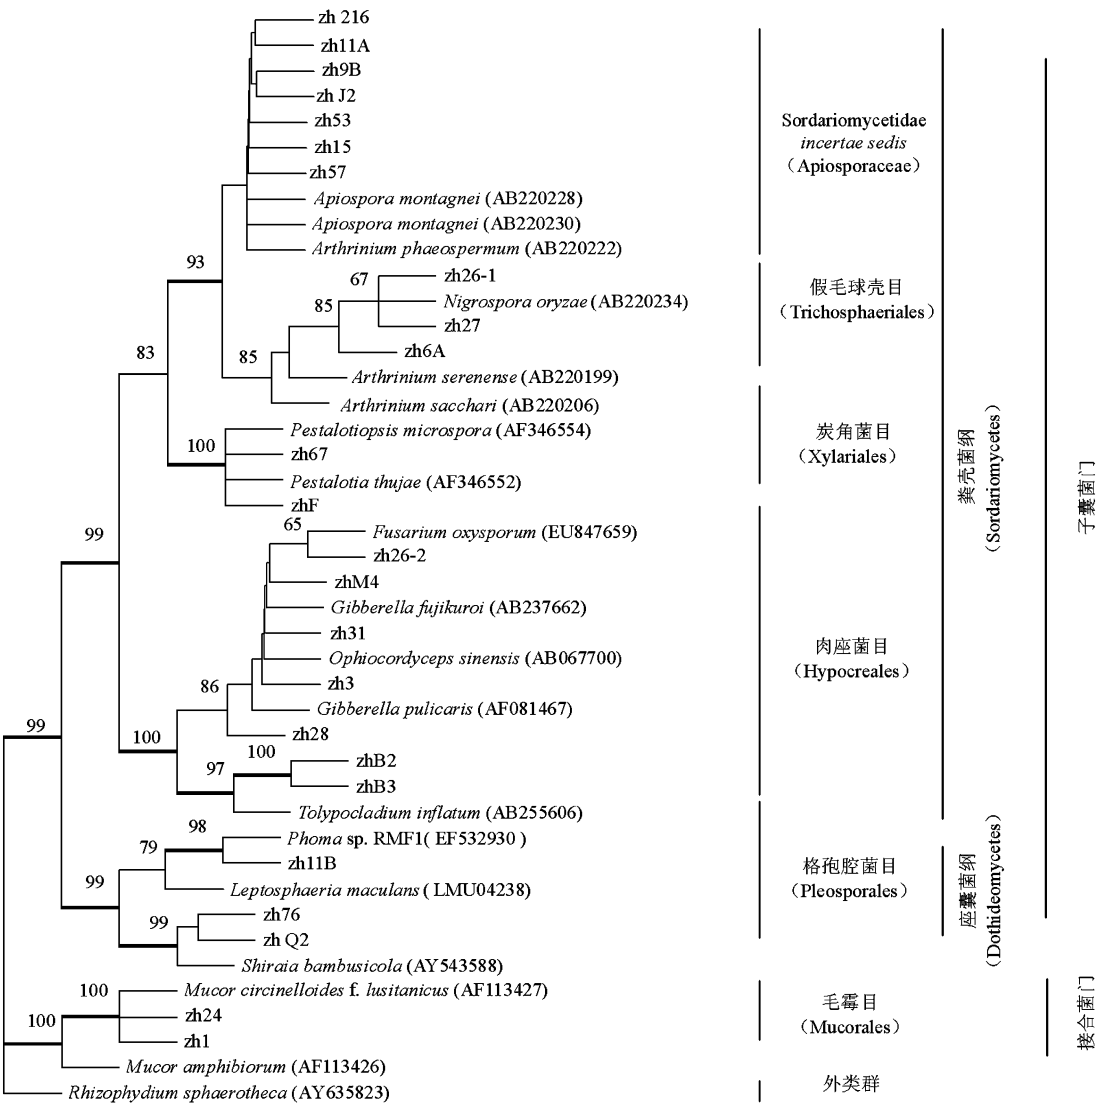 zh 216
zh11A
zh9B
zh J2
zh53
zh15
zh57
Apiospora montagnei (AB220228)
Apiospora montagnei (AB220230)
Arthrinium phaeospermum (AB220222)
93
zh26-1
67
Nigrospora oryzae (AB220234)
85
zh27
zh6A
83
85
Arthrinium serenense (AB220199)
Arthrinium sacchari (AB220206)
Pestalotiopsis microspora (AF346554)
100
zh67
Pestalotia thujae (AF346552)
zhF
65
Fusarium oxysporum (EU847659)
99
zh26-2
zhM4
Gibberella fujikuroi (AB237662)
zh31
Ophiocordyceps sinensis (AB067700)
zh3
86
Gibberella pulicaris (AF081467)
99
zh28
100
100
zhB2
97
zhB3
Tolypocladium inflatum (AB255606)
98
Phoma sp. RMF1( EF532930 )
79
zh11B
99
Leptosphaeria maculans ( LMU04238)
zh76
99
zh Q2
Shiraia bambusicola (AY543588)
100
Mucor circinelloides f. lusitanicus (AF113427)
100
zh24
zh1
Mucor amphibiorum (AF113426)
Rhizophydium sphaerotheca (AY635823)
Sordariomycetidae
incertae sedis
（Apiosporaceae）
假毛球壳目
（Trichosphaeriales）
炭角菌目
（Xylariales）
肉座菌目
（Hypocreales）
格孢腔菌目
（Pleosporales）
毛霉目
（Mucorales）
外类群
粪壳菌纲
（Sordariomycetes）
座囊菌纲
（Dothideomycetes）
子囊菌门
接合菌门